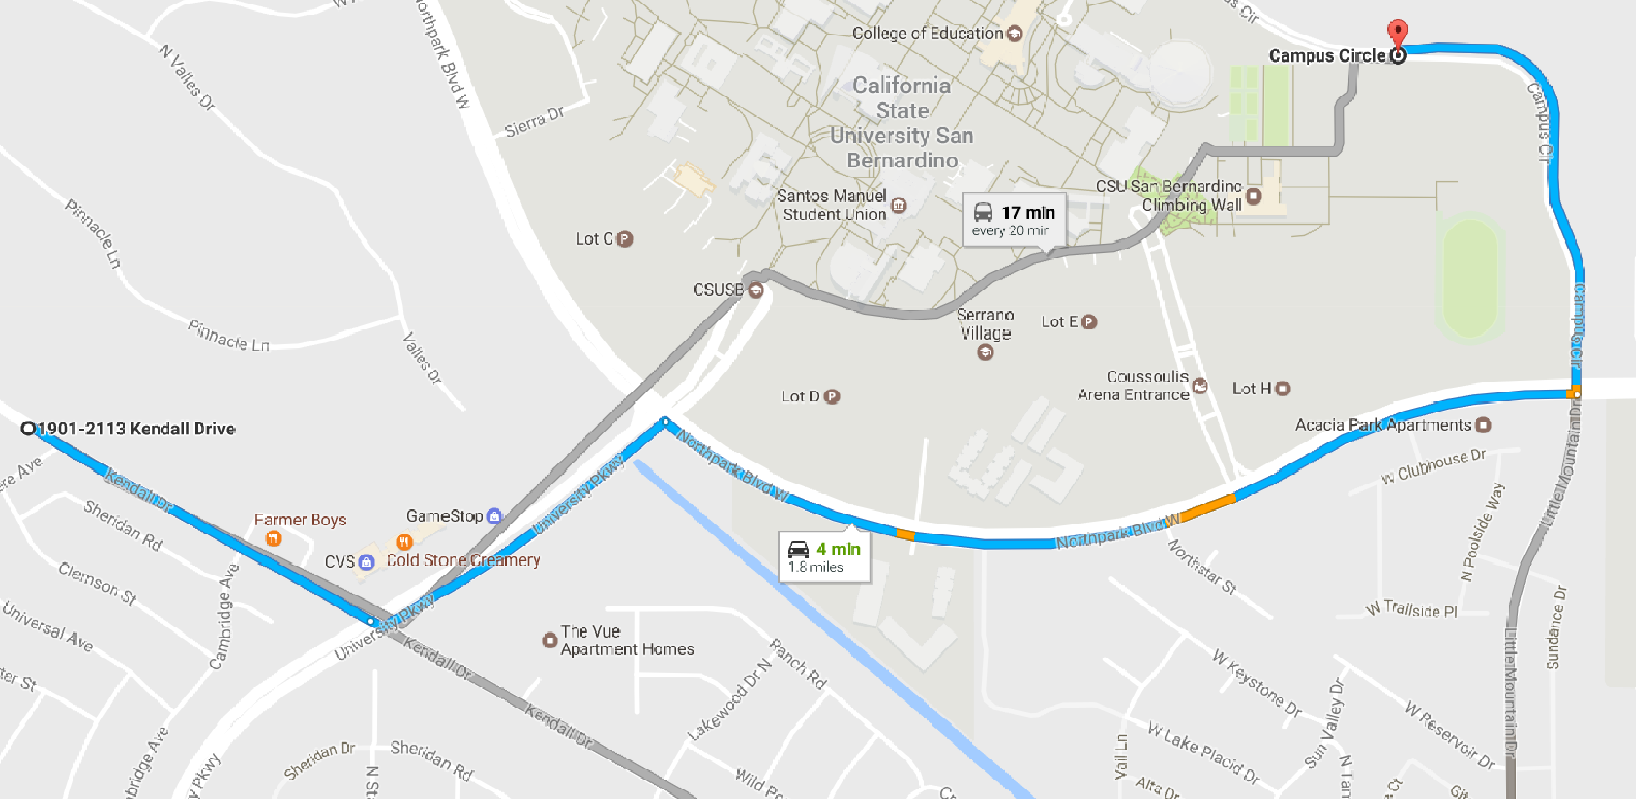 College of Education
Campus Circle
California
State
University San
Bernardino
N Valles Dr
Northpark Blvd W
Sierra Dr
Campus Cir
CSU San Bernardino
Climbing Wall
Santos Manuel
Student Union
17 min
every 20 min
Pinnacle Ln
Lot G
P
CSUSB
Pinnacle Ln
Valles Dr
Serrano
Village
Lot E
P
Campus Cir
Coussoulis
Arena Entrance
Lot H
Lot D
P
1901-2113 Kendall Drive
Acacia Park Apartments
Northpark Blvd W
W Clubhouse Dr
Kendall Dr
University Pkwy
Little Mountain Dr
N Poolside Way
Sheridan Rd
Farmer Boys
GameStop
CVS
Cold Stone Creamery
4 min
1.8 miles
Northpark Blvd W
Northstar St
Clemson St
Cambridge Ave
University Pkwy
W Trailside Pl
Sundance Dr
Universal Ave
University Pkwy
Kendall Dr
The Vue
Apartment Homes
Ranch Rd
Lakewood Dr N
W Keystone Dr
Little Mountain Dr
Sun Valley Dr
W Reservoir Dr
Kendall Dr
W Lake Placid Dr
Vail Ln
Sheridan Dr
Sheridan Rd